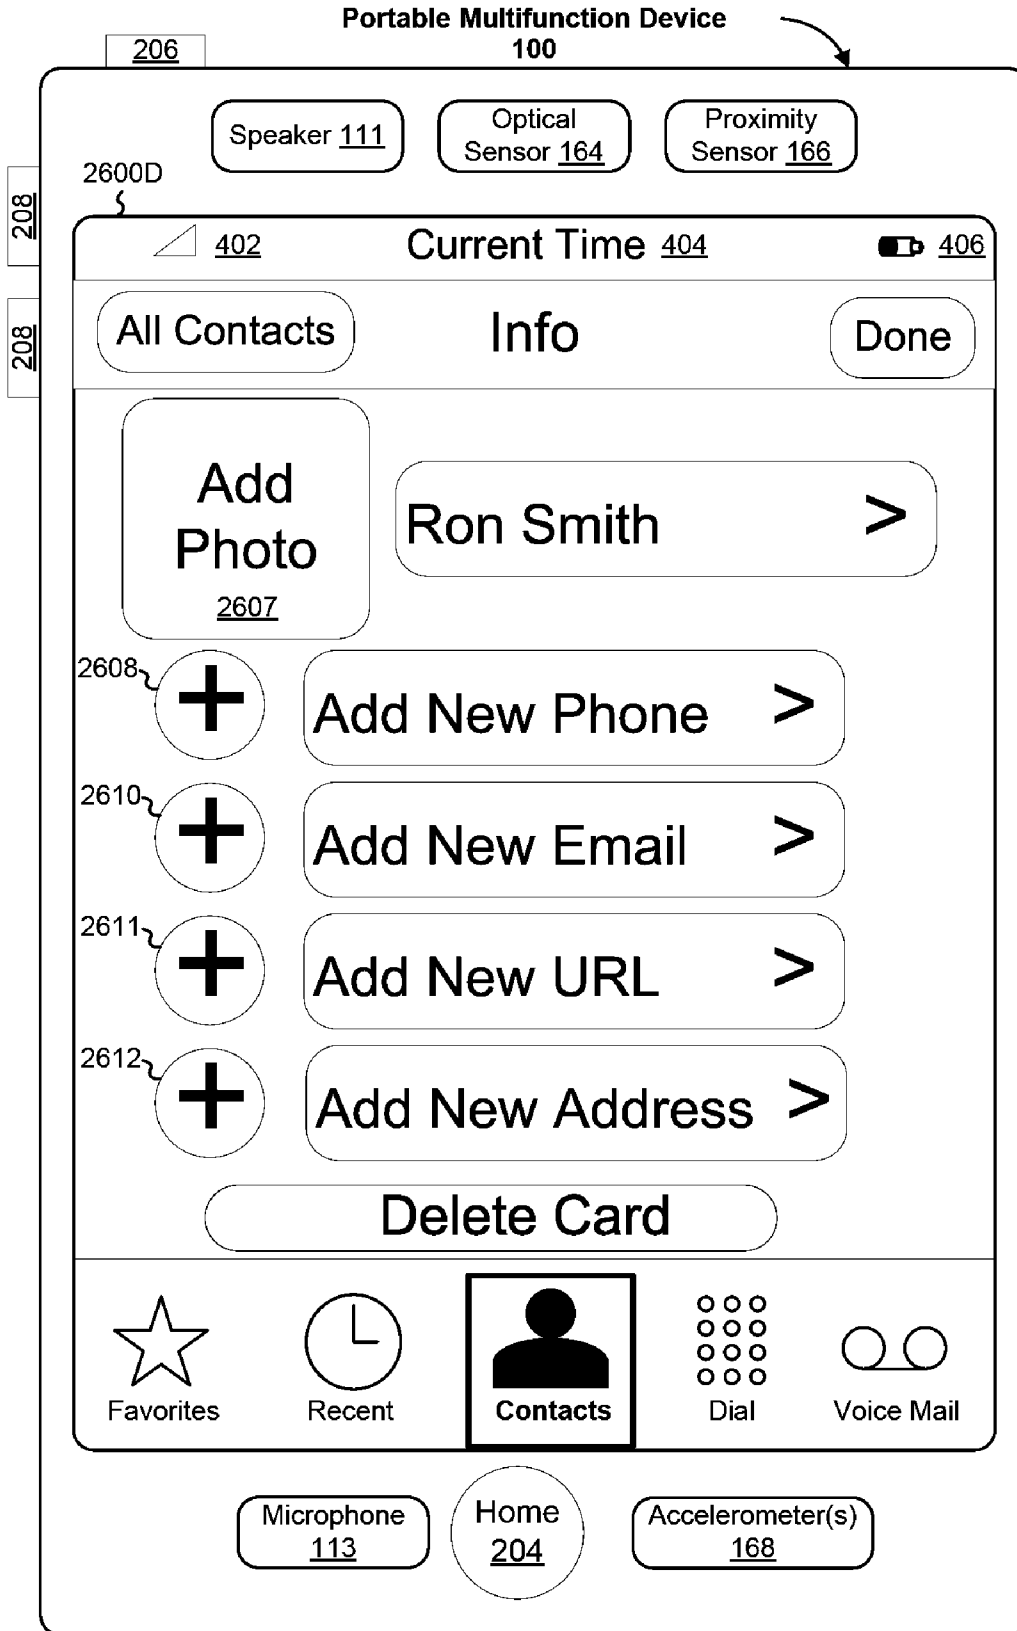 Portable Multifunction Device
100
206
Speaker 111
Optical
Sensor 164
Proximity
Sensor 166
2600D
208
208
402
Current Time 404
406
All Contacts
Info
Done
Add
Photo
2607
Ron Smith >
2608
+
Add New Phone >
2610
+
Add New Email >
2611
+
Add New URL >
2612
+
Add New Address >
Delete Card
Favorites
Recent
Contacts
Dial
Voice Mail
Microphone
113
Home
204
Accelerometer(s)
168